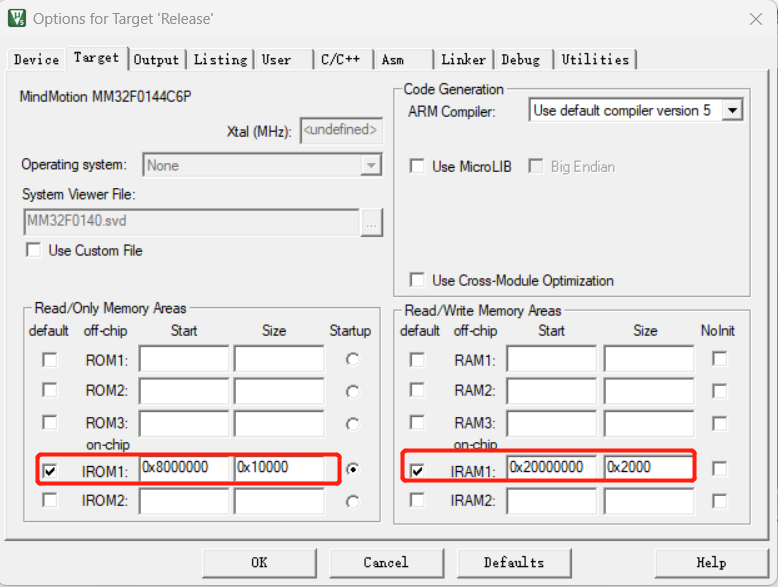 Options for Target 'Release'
Device Target Output Listing User C/C++ Asm Linker Debug Utilities
MindMotion MM32F0144C6P
Xtal (MHz): <undefined>
Operating system: None
System Viewer File:
MM32F0140.svd ...
Use Custom File
Code Generation
ARM Compiler: Use default compiler version 5
Use MicroLIB Big Endian
Use Cross-Module Optimization
Read/Only Memory Areas
default off-chip Start Size Startup
ROM1:
ROM2:
ROM3:
on-chip
IROM1: 0x8000000 0x10000
IROM2:
Read/Write Memory Areas
default off-chip Start Size NoInit
RAM1:
RAM2:
RAM3:
on-chip
IRAM1: 0x20000000 0x2000
IRAM2:
OK Cancel Defaults Help